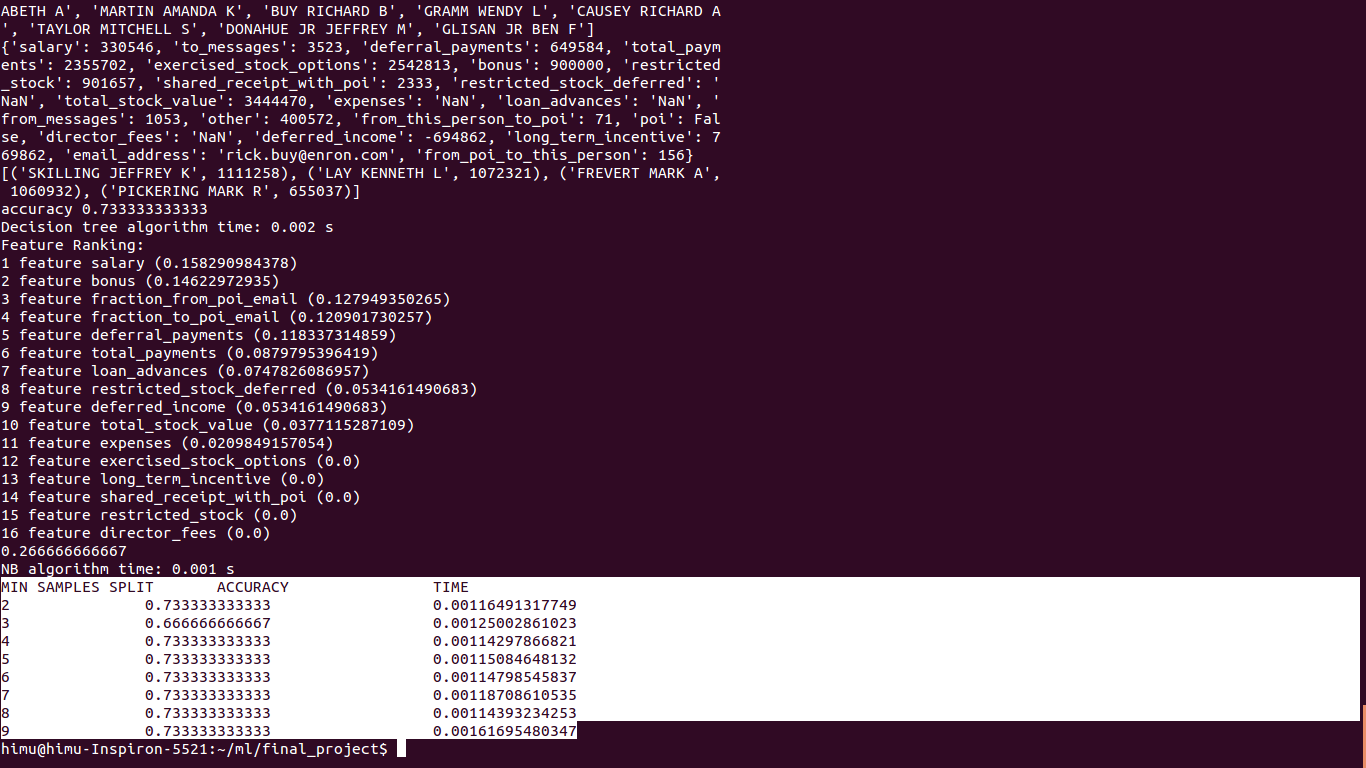 ABETH A', 'MARTIN AMANDA K', 'BUY RICHARD B', 'GRAMM WENDY L', 'CAUSEY RICHARD A
', 'TAYLOR MITCHELL S', 'DONAHUE JR JEFFREY M', 'GLISAN JR BEN F']
{'salary': 330546, 'to_messages': 3523, 'deferral_payments': 649584, 'total_paym
ents': 2355702, 'exercised_stock_options': 2542813, 'bonus': 900000, 'restricted
_stock': 901657, 'shared_receipt_with_poi': 2333, 'restricted_stock_deferred': '
NaN', 'total_stock_value': 3444470, 'expenses': 'NaN', 'loan_advances': 'NaN', '
from_messages': 1053, 'other': 400572, 'from_this_person_to_poi': 71, 'poi': Fal
se, 'director_fees': 'NaN', 'deferred_income': -694862, 'long_term_incentive': 7
69862, 'email_address': 'rick.buy@enron.com', 'from_poi_to_this_person': 156}
[('SKILLING JEFFREY K', 1111258), ('LAY KENNETH L', 1072321), ('FREVERT MARK A',
 1060932), ('PICKERING MARK R', 655037)]
accuracy 0.733333333333
Decision tree algorithm time: 0.002 s
Feature Ranking:
1 feature salary (0.158290984378)
2 feature bonus (0.14622972935)
3 feature fraction_from_poi_email (0.127949350265)
4 feature fraction_to_poi_email (0.120901730257)
5 feature deferral_payments (0.118337314859)
6 feature total_payments (0.0879795396419)
7 feature loan_advances (0.0747826086957)
8 feature restricted_stock_deferred (0.0534161490683)
9 feature deferred_income (0.0534161490683)
10 feature total_stock_value (0.0377115287109)
11 feature expenses (0.0209849157054)
12 feature exercised_stock_options (0.0)
13 feature long_term_incentive (0.0)
14 feature shared_receipt_with_poi (0.0)
15 feature restricted_stock (0.0)
16 feature director_fees (0.0)
0.266666666667
NB algorithm time: 0.001 s
MIN SAMPLES SPLIT       ACCURACY                TIME
2               0.733333333333                  0.00116491317749
3               0.666666666667                  0.00125002861023
4               0.733333333333                  0.00114297866821
5               0.733333333333                  0.00115084648132
6               0.733333333333                  0.00114798545837
7               0.733333333333                  0.00118708610535
8               0.733333333333                  0.00114393234253
9               0.733333333333                  0.00161695480347
himu@himu-Inspiron-5521:~/ml/final_project$